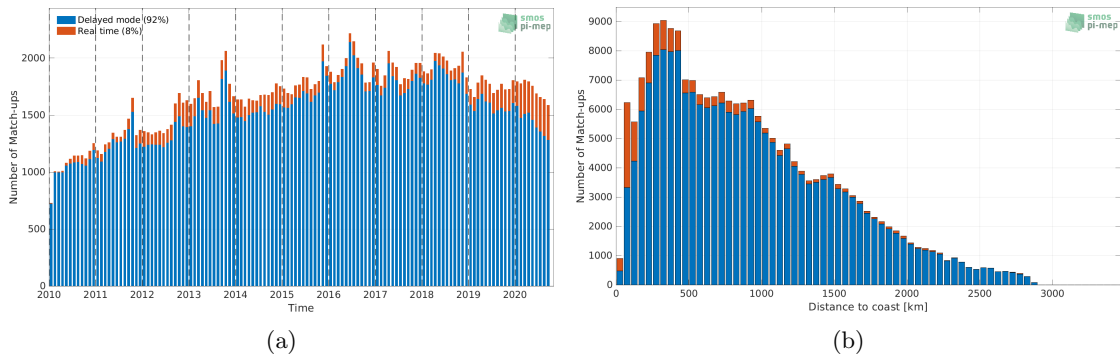 Delayed mode (92%)
Real time (8%)
smos
pi-mep
Number of Match-ups
2000
1500
1000
500
0
2010 2011 2012 2013 2014 2015 2016 2017 2018 2019 2020
Time
(a)
smos
pi-mep
Number of Match-ups
9000
8000
7000
6000
5000
4000
3000
2000
1000
0
0 500 1000 1500 2000 2500 3000 3500
Distance to coast [km]
(b)